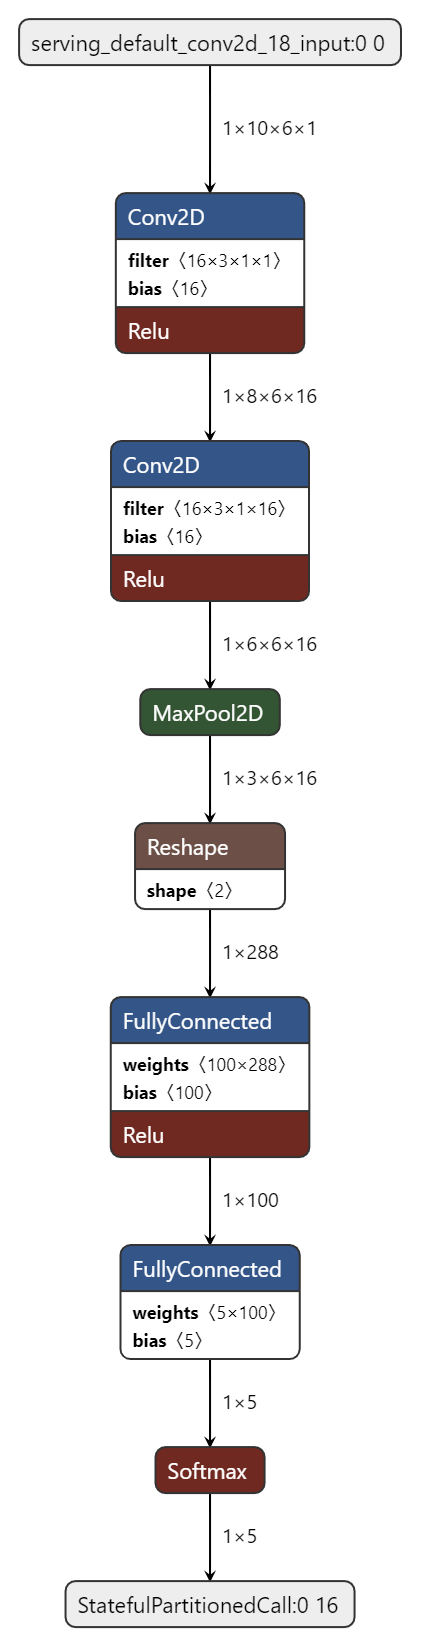 serving_default_conv2d_18_input:0 0
1×10×6×1
Conv2D
filter 〈16×3×1×1〉
bias 〈16〉
Relu
1×8×6×16
Conv2D
filter 〈16×3×1×16〉
bias 〈16〉
Relu
1×6×6×16
MaxPool2D
1×3×6×16
Reshape
shape 〈2〉
1×288
FullyConnected
weights 〈100×288〉
bias 〈100〉
Relu
1×100
FullyConnected
weights 〈5×100〉
bias 〈5〉
1×5
Softmax
1×5
StatefulPartitionedCall:0 16